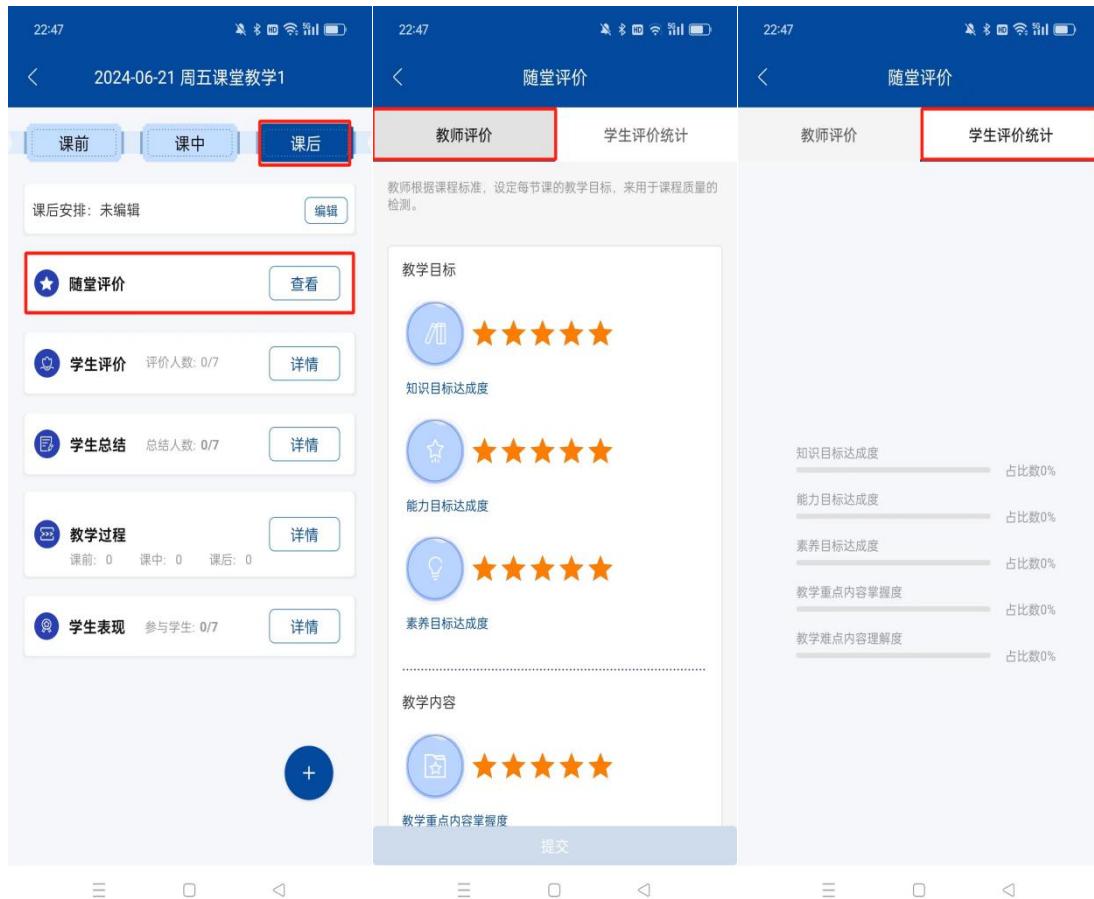 22:47
HD
5G
2024-06-21 周五课堂教学1
课前
课中
课后
课后安排：未编辑
编辑
随堂评价
查看
学生评价
评价人数: 0/7
详情
学生总结
总结人数: 0/7
详情
教学过程
课前: 0 课中: 0 课后: 0
详情
学生表现
参与学生: 0/7
详情
+
22:47
HD
5G
随堂评价
教师评价
学生评价统计
教师根据课程标准，设定每节课的教学目标，来用于课程质量的
检测。
教学目标
知识目标达成度
能力目标达成度
素养目标达成度
教学内容
教学重点内容掌握度
提交
22:47
HD
5G
随堂评价
教师评价
学生评价统计
知识目标达成度
占比数0%
能力目标达成度
占比数0%
素养目标达成度
占比数0%
教学重点内容掌握度
占比数0%
教学难点内容理解度
占比数0%